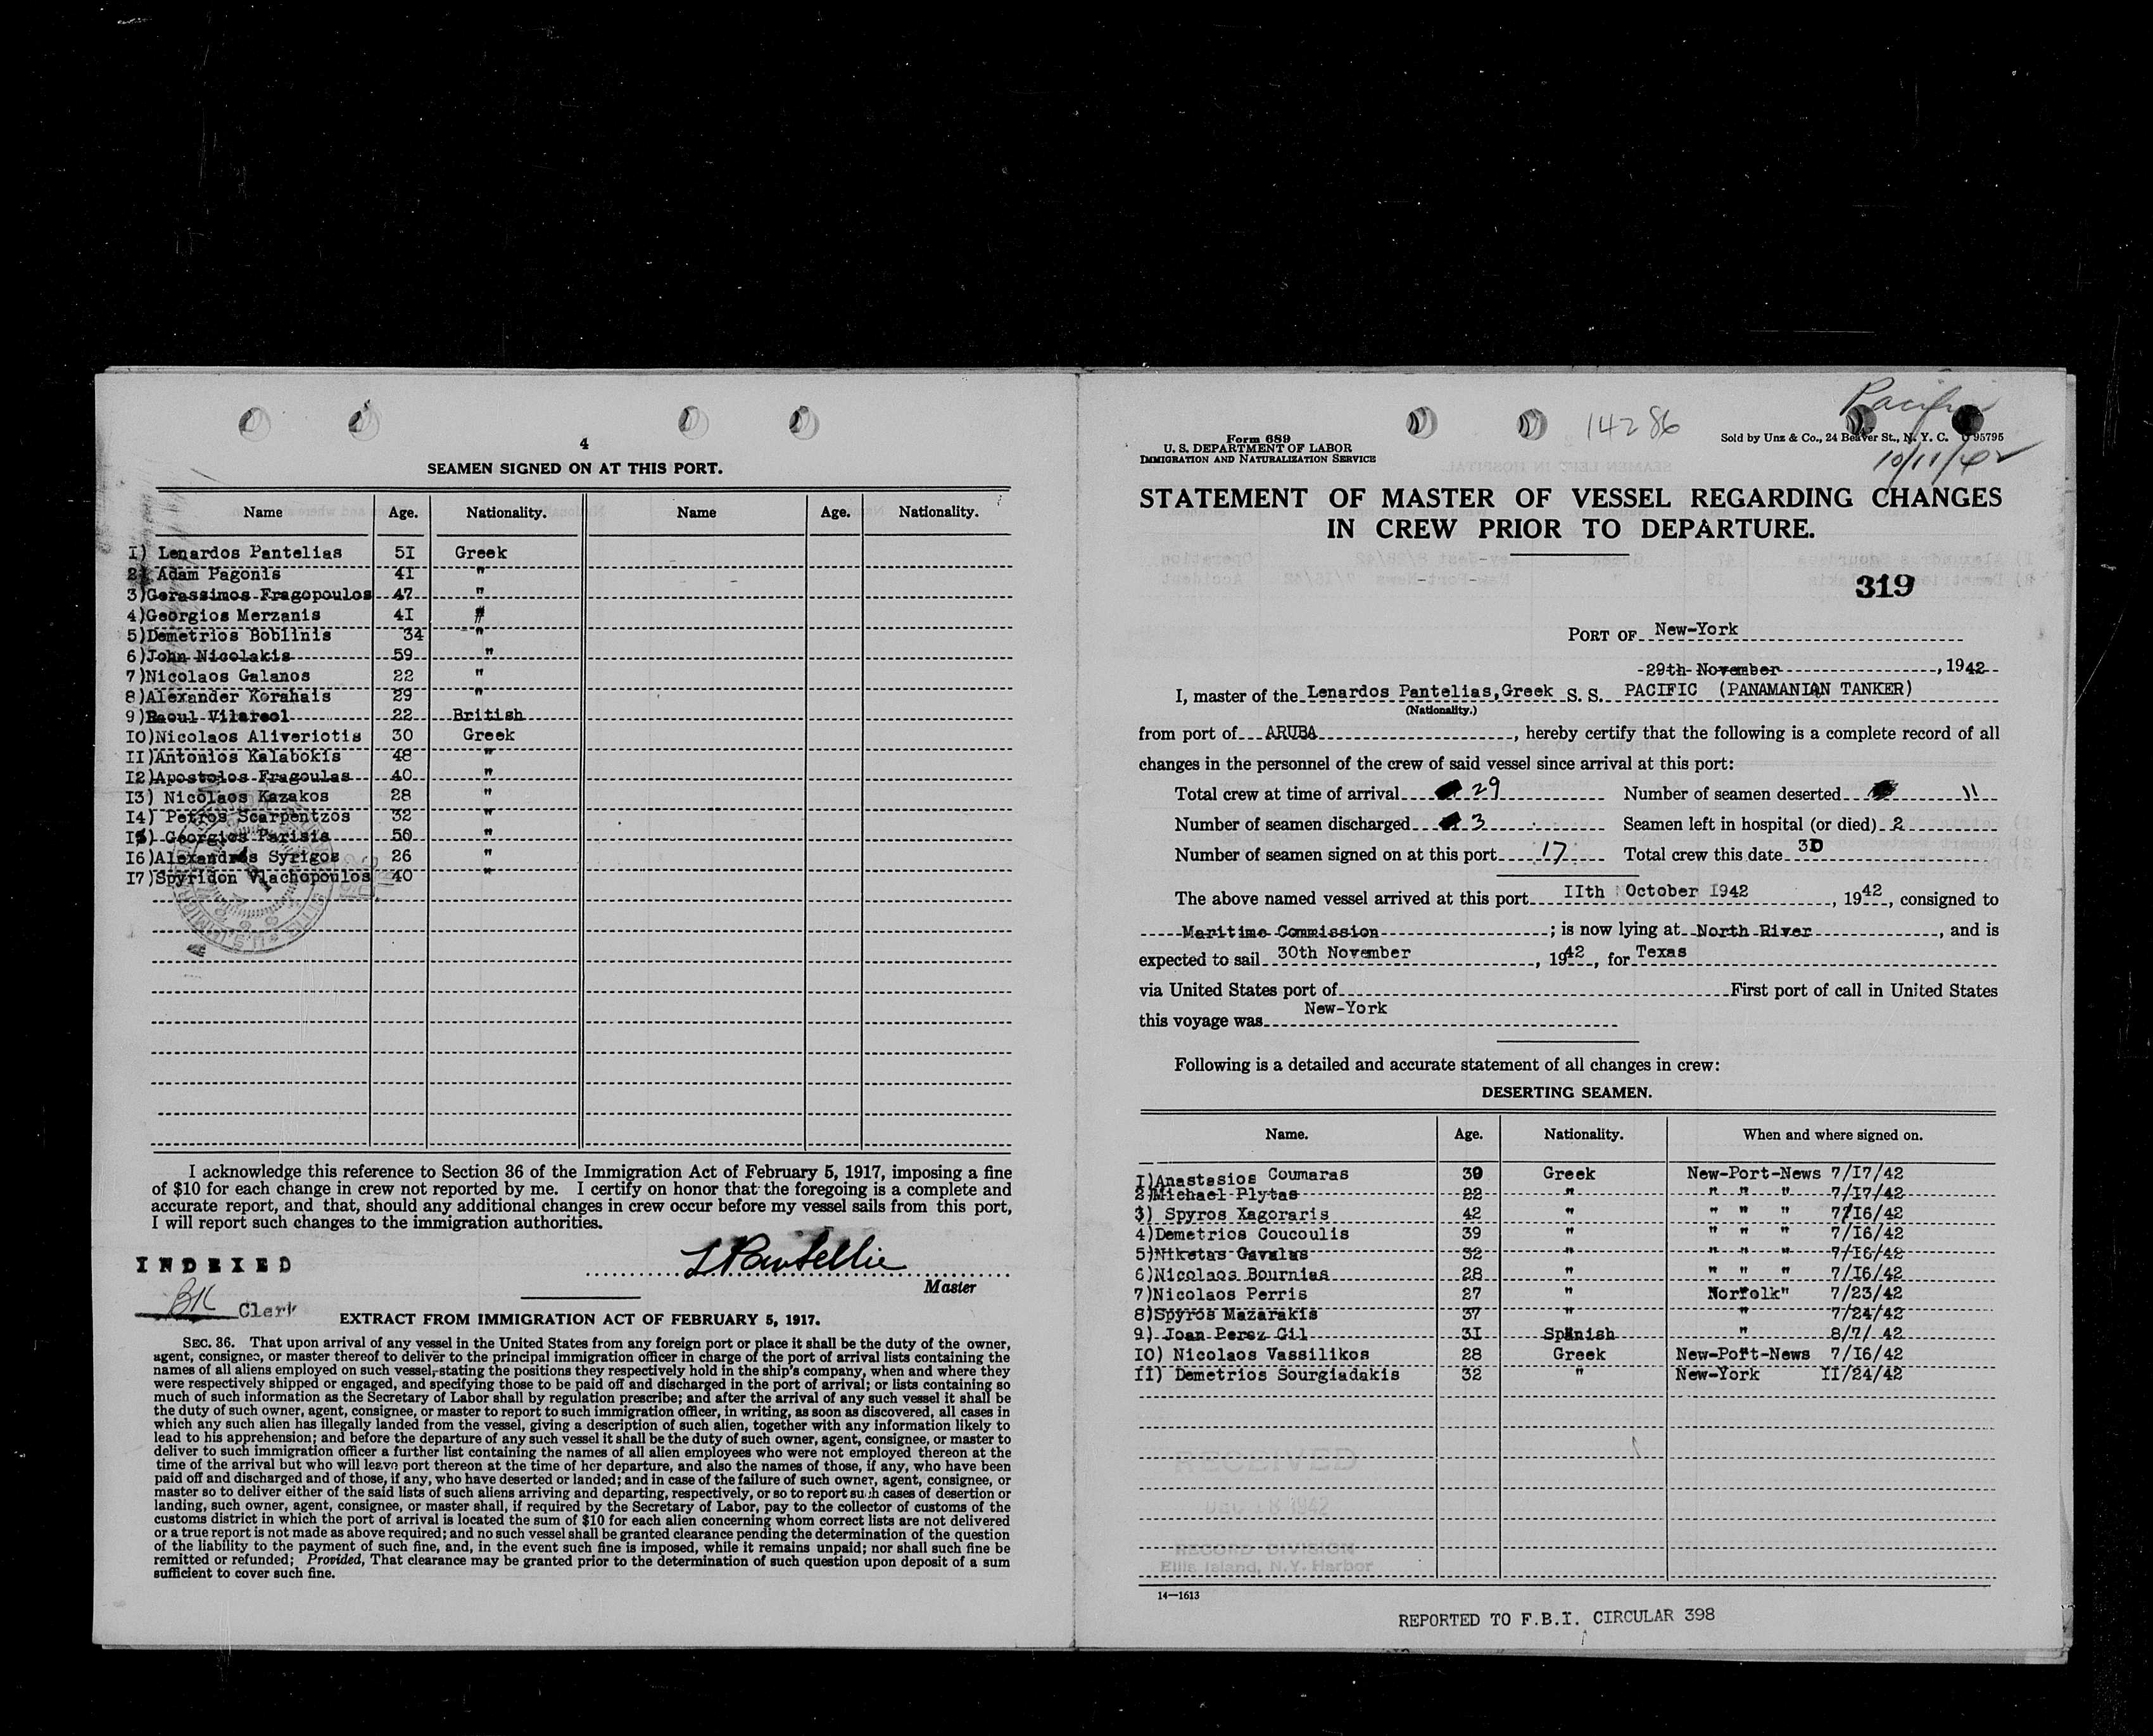 4
SEAMEN SIGNED ON AT THIS PORT.
Name Age. Nationality. Name Age. Nationality.
1) Lenardos Pantelias 51 Greek
2) Adam Pagonis 41 "
3)Gerassimos Fragopoulos 47 "
4)Georgios Merzanis 41 "
5)Demetrios Boblinis 34 "
6)John Nicolakis 59 "
7)Nicolaos Galanos 22 "
8)Alexander Korahais 29 "
9)Raoul Vilareol 22 British
10)Nicolaos Aliveriotis 30 Greek
11)Antonios Kalabokis 48 "
12)Apostolos Fragoulas 40 "
13) Nicolaos Kazakos 28 "
14) Petros Scarpentzos 32 "
15) Georgios Parisis 50 "
16)Alexandros Syrigos 26 "
17)Spyridon Vlachopoulos 40 "
I acknowledge this reference to Section 36 of the Immigration Act of February 5, 1917, imposing a fine
of $10 for each change in crew not reported by me. I certify on honor that the foregoing is a complete and
accurate report, and that, should any additional changes in crew occur before my vessel sails from this port,
I will report such changes to the immigration authorities.
INDEXED
L Pantellie
Master
BK Clerk
EXTRACT FROM IMMIGRATION ACT OF FEBRUARY 5, 1917.
SEC. 36. That upon arrival of any vessel in the United States from any foreign port or place it shall be the duty of the owner,
agent, consignee, or master thereof to deliver to the principal immigration officer in charge of the port of arrival lists containing the
names of all aliens employed on such vessel, stating the positions they respectively hold in the ship's company, when and where they
were respectively shipped or engaged, and specifying those to be paid off and discharged in the port of arrival; or lists containing so
much of such information as the Secretary of Labor shall by regulation prescribe; and after the arrival of any such vessel it shall be
the duty of such owner, agent, consignee, or master to report to such immigration officer, in writing, as soon as discovered, all cases in
which any such alien has illegally landed from the vessel, giving a description of such alien, together with any information likely to
lead to his apprehension; and before the departure of any such vessel it shall be the duty of such owner, agent, consignee, or master to
deliver to such immigration officer a further list containing the names of all alien employees who were not employed thereon at the
time of the arrival but who will leave port thereon at the time of her departure, and also the names of those, if any, who have been
paid off and discharged and of those, if any, who have deserted or landed; and in case of the failure of such owner, agent, consignee, or
master so to deliver either of the said lists of such aliens arriving and departing, respectively, or so to report such cases of desertion or
landing, such owner, agent, consignee, or master shall, if required by the Secretary of Labor, pay to the collector of customs of the
customs district in which the port of arrival is located the sum of $10 for each alien concerning whom correct lists are not delivered
or a true report is not made as above required; and no such vessel shall be granted clearance pending the determination of the question
of the liability to the payment of such fine, and, in the event such fine is imposed, while it remains unpaid; nor shall such fine be
remitted or refunded; Provided, That clearance may be granted prior to the determination of such question upon deposit of a sum
sufficient to cover such fine.
Pacific
10/11/42
14286
Form 689
U. S. DEPARTMENT OF LABOR
IMMIGRATION AND NATURALIZATION SERVICE
Sold by Unz & Co., 24 Beaver St., N. Y. C. 95795
STATEMENT OF MASTER OF VESSEL REGARDING CHANGES
IN CREW PRIOR TO DEPARTURE.
319
PORT OF New-York
29th November, 1942
I, master of the Lenardos Pantelias,Greek S. S. PACIFIC (PANAMANIAN TANKER)
(Nationality.)
from port of ARUBA, hereby certify that the following is a complete record of all
changes in the personnel of the crew of said vessel since arrival at this port:
Total crew at time of arrival 29 Number of seamen deserted 11
Number of seamen discharged 3 Seamen left in hospital (or died) 2
Number of seamen signed on at this port 17 Total crew this date 30
The above named vessel arrived at this port 11th October 1942, 1942, consigned to
Maritime Commission; is now lying at North River, and is
expected to sail 30th November, 1942, for Texas
via United States port of First port of call in United States
this voyage was New-York
Following is a detailed and accurate statement of all changes in crew:
DESERTING SEAMEN.
Name. Age. Nationality. When and where signed on.
1)Anastasios Coumaras 30 Greek New-Port-News 7/17/42
2)Michael Plytas 22 " " " " 7/17/42
3) Spyros Xagoraris 42 " " " " 7/16/42
4)Demetrios Coucoulis 39 " " " " 7/16/42
5)Niketas Gavalas 32 " " " " 7/16/42
6)Nicolaos Bournias 28 " " " " 7/16/42
7)Nicolaos Perris 27 " Norfolk" 7/23/42
8)Spyros Mazarakis 37 " " 7/24/42
9) Joan Perez Gil 31 Spanish " 8/7/ 42
10) Nicolaos Vassilikos 28 Greek New-Port-News 7/16/42
11) Demetrios Sourgiadakis 32 " New-York 11/24/42
RECEIVED
DEC 18 1942
RECORD DIVISION
Ellis Island, N.Y. Harbor
14—1613
REPORTED TO F.B.I. CIRCULAR 398